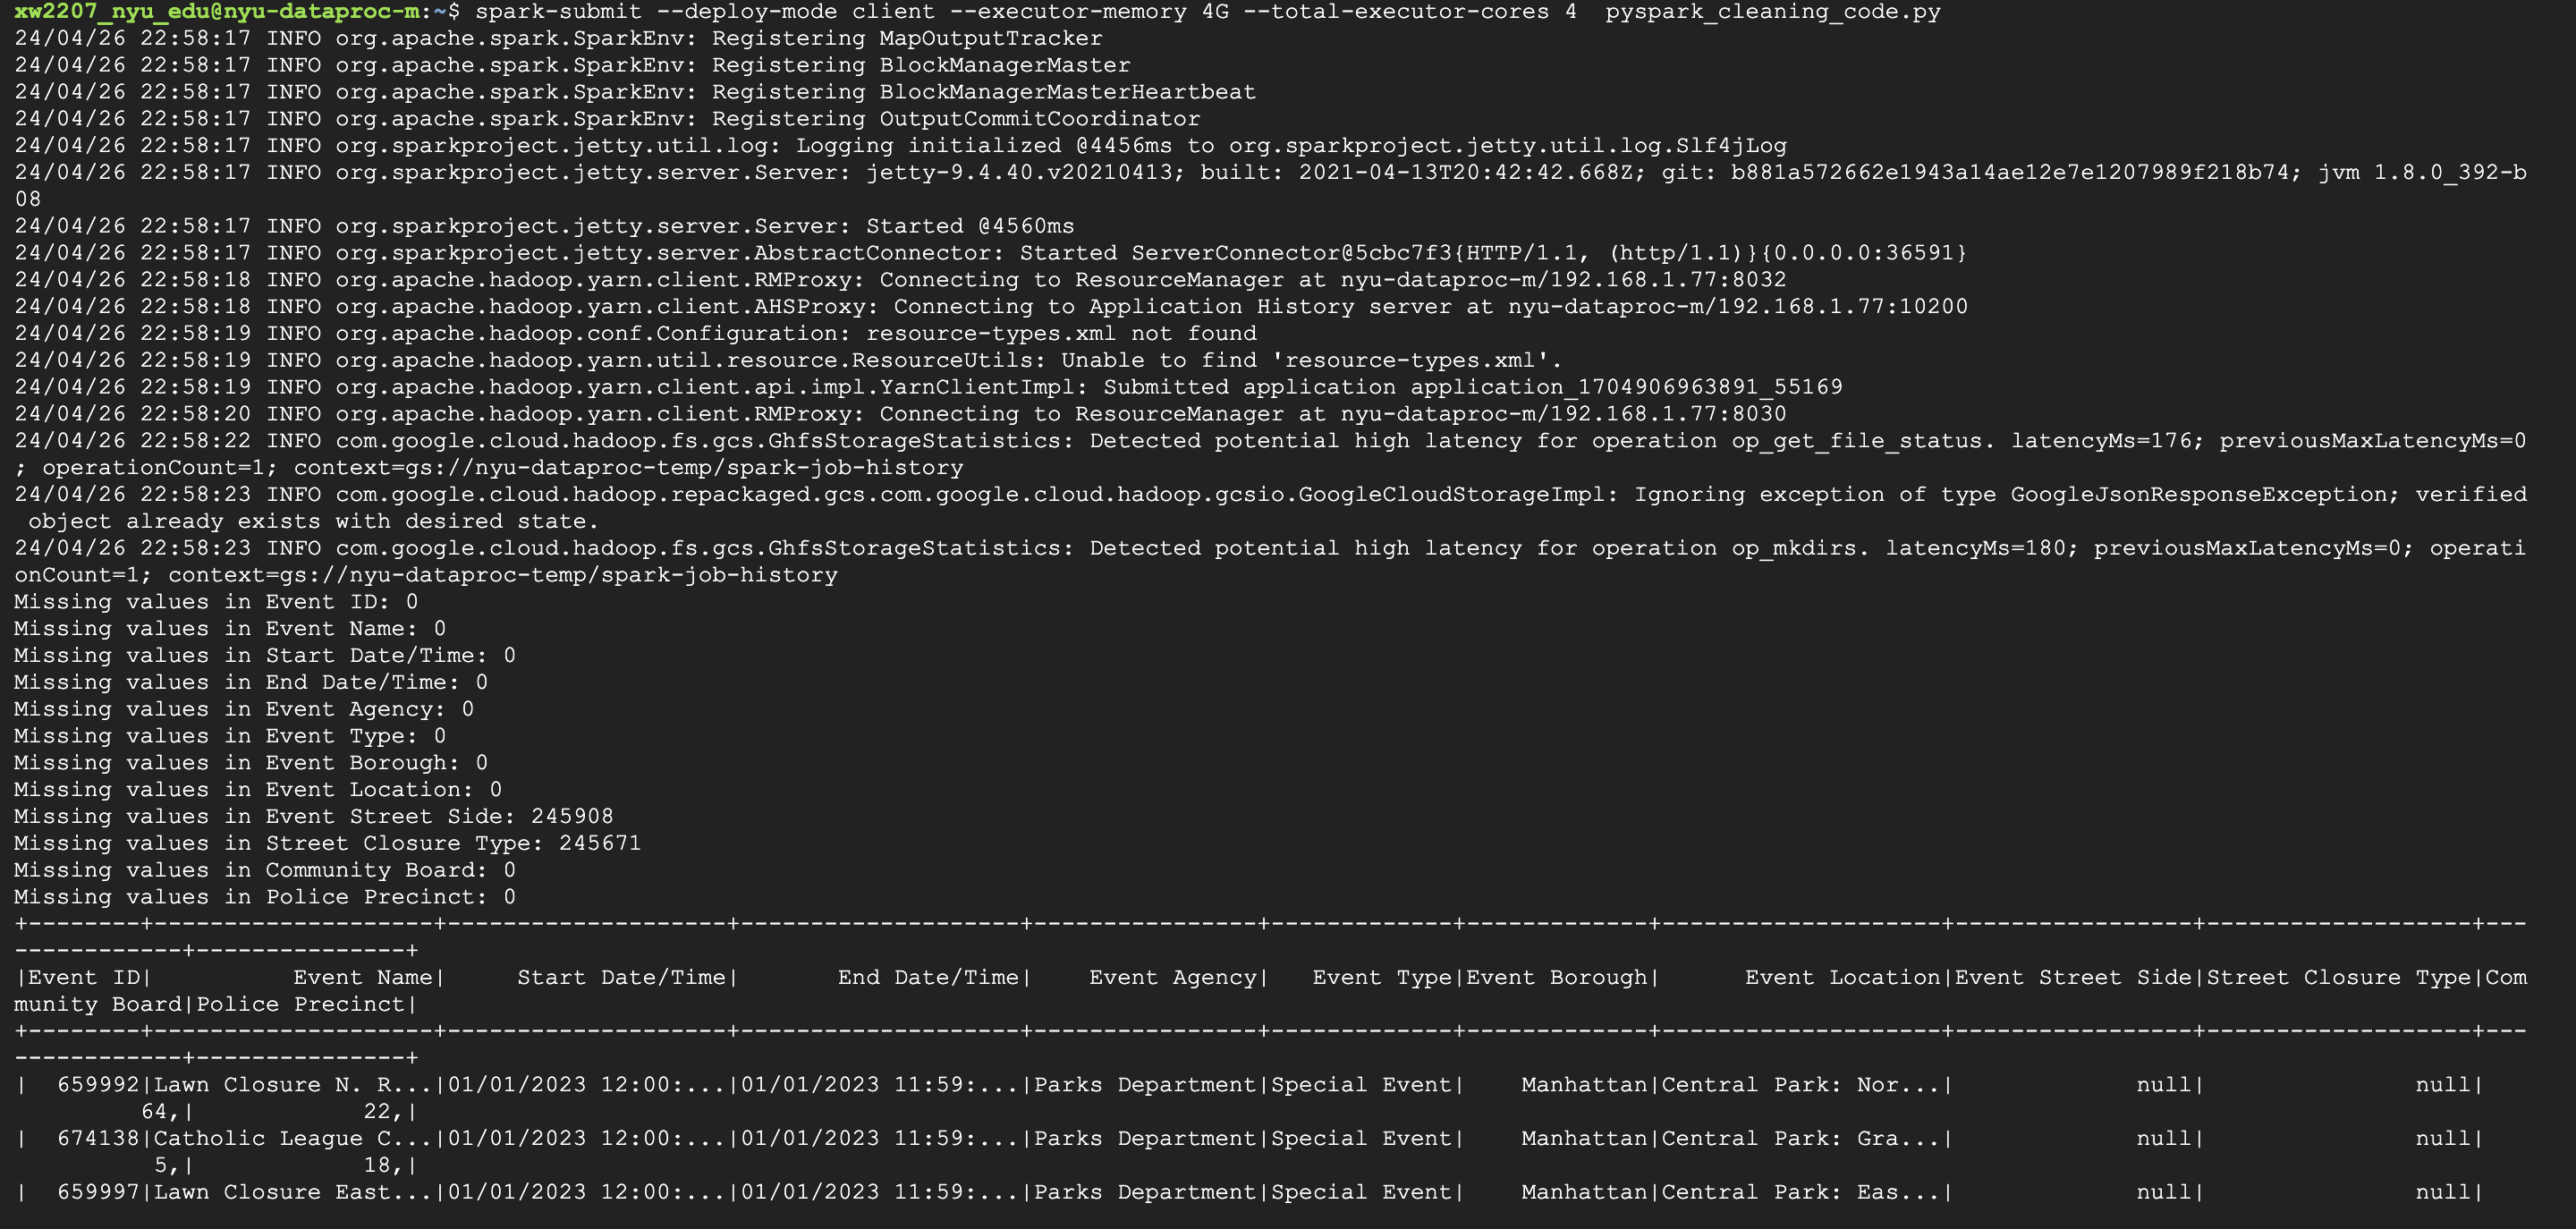 xw2207_nyu_edu@nyu-dataproc-m:~$ spark-submit --deploy-mode client --executor-memory 4G --total-executor-cores 4  pyspark_cleaning_code.py
24/04/26 22:58:17 INFO org.apache.spark.SparkEnv: Registering MapOutputTracker
24/04/26 22:58:17 INFO org.apache.spark.SparkEnv: Registering BlockManagerMaster
24/04/26 22:58:17 INFO org.apache.spark.SparkEnv: Registering BlockManagerMasterHeartbeat
24/04/26 22:58:17 INFO org.apache.spark.SparkEnv: Registering OutputCommitCoordinator
24/04/26 22:58:17 INFO org.sparkproject.jetty.util.log: Logging initialized @4456ms to org.sparkproject.jetty.util.log.Slf4jLog
24/04/26 22:58:17 INFO org.sparkproject.jetty.server.Server: jetty-9.4.40.v20210413; built: 2021-04-13T20:42:42.668Z; git: b881a572662e1943a14ae12e7e1207989f218b74; jvm 1.8.0_392-b
08
24/04/26 22:58:17 INFO org.sparkproject.jetty.server.Server: Started @4560ms
24/04/26 22:58:17 INFO org.sparkproject.jetty.server.AbstractConnector: Started ServerConnector@5cbc7f3{HTTP/1.1, (http/1.1)}{0.0.0.0:36591}
24/04/26 22:58:18 INFO org.apache.hadoop.yarn.client.RMProxy: Connecting to ResourceManager at nyu-dataproc-m/192.168.1.77:8032
24/04/26 22:58:18 INFO org.apache.hadoop.yarn.client.AHSProxy: Connecting to Application History server at nyu-dataproc-m/192.168.1.77:10200
24/04/26 22:58:19 INFO org.apache.hadoop.conf.Configuration: resource-types.xml not found
24/04/26 22:58:19 INFO org.apache.hadoop.yarn.util.resource.ResourceUtils: Unable to find 'resource-types.xml'.
24/04/26 22:58:19 INFO org.apache.hadoop.yarn.client.api.impl.YarnClientImpl: Submitted application application_1704906963891_55169
24/04/26 22:58:20 INFO org.apache.hadoop.yarn.client.RMProxy: Connecting to ResourceManager at nyu-dataproc-m/192.168.1.77:8030
24/04/26 22:58:22 INFO com.google.cloud.hadoop.fs.gcs.GhfsStorageStatistics: Detected potential high latency for operation op_get_file_status. latencyMs=176; previousMaxLatencyMs=0
; operationCount=1; context=gs://nyu-dataproc-temp/spark-job-history
24/04/26 22:58:23 INFO com.google.cloud.hadoop.repackaged.gcs.com.google.cloud.hadoop.gcsio.GoogleCloudStorageImpl: Ignoring exception of type GoogleJsonResponseException; verified
 object already exists with desired state.
24/04/26 22:58:23 INFO com.google.cloud.hadoop.fs.gcs.GhfsStorageStatistics: Detected potential high latency for operation op_mkdirs. latencyMs=180; previousMaxLatencyMs=0; operati
onCount=1; context=gs://nyu-dataproc-temp/spark-job-history
Missing values in Event ID: 0
Missing values in Event Name: 0
Missing values in Start Date/Time: 0
Missing values in End Date/Time: 0
Missing values in Event Agency: 0
Missing values in Event Type: 0
Missing values in Event Borough: 0
Missing values in Event Location: 0
Missing values in Event Street Side: 245908
Missing values in Street Closure Type: 245671
Missing values in Community Board: 0
Missing values in Police Precinct: 0
+--------+--------------------+--------------------+--------------------+----------------+-------------+-------------+--------------------+-----------------+-------------------+---
------------+---------------+
|Event ID|          Event Name|     Start Date/Time|       End Date/Time|    Event Agency|   Event Type|Event Borough|      Event Location|Event Street Side|Street Closure Type|Com
munity Board|Police Precinct|
+--------+--------------------+--------------------+--------------------+----------------+-------------+-------------+--------------------+-----------------+-------------------+---
------------+---------------+
|  659992|Lawn Closure N. R...|01/01/2023 12:00:...|01/01/2023 11:59:...|Parks Department|Special Event|    Manhattan|Central Park: Nor...|             null|               null|
         64,|            22,|
|  674138|Catholic League C...|01/01/2023 12:00:...|01/01/2023 11:59:...|Parks Department|Special Event|    Manhattan|Central Park: Gra...|             null|               null|
          5,|            18,|
|  659997|Lawn Closure East...|01/01/2023 12:00:...|01/01/2023 11:59:...|Parks Department|Special Event|    Manhattan|Central Park: Eas...|             null|               null|